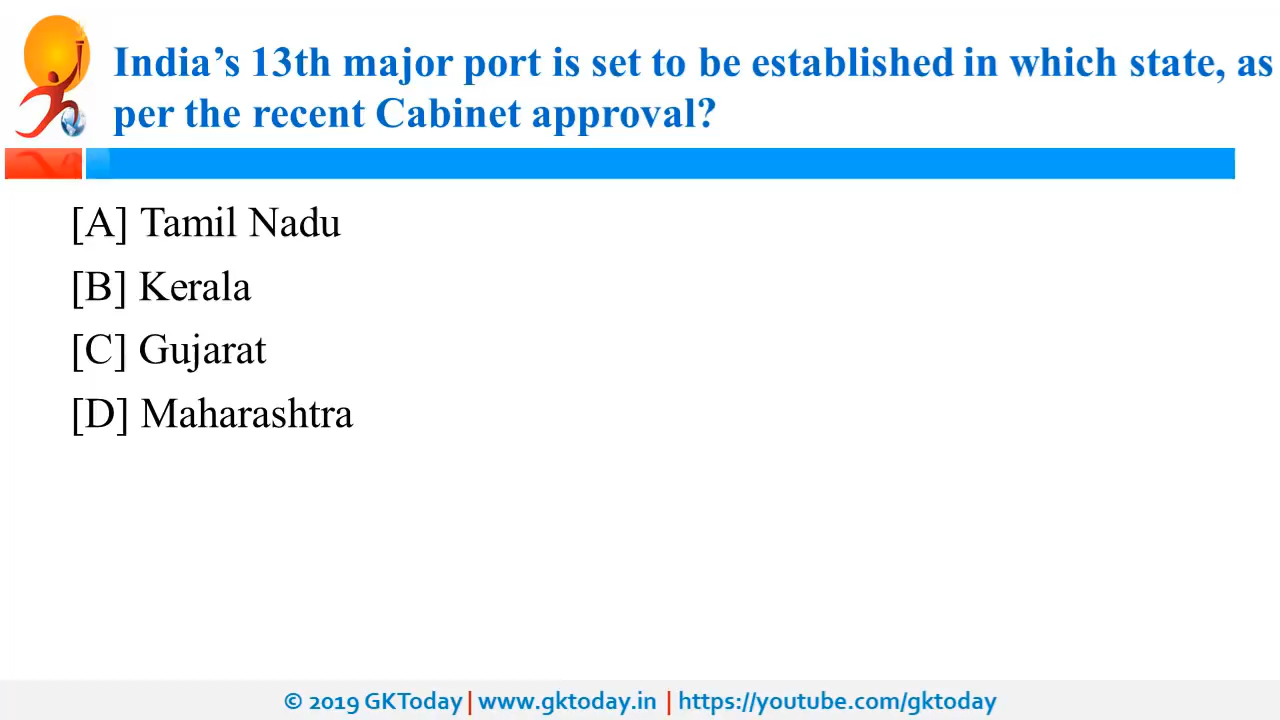 India’s 13th major port is set to be established in which state, as
per the recent Cabinet approval?
[A] Tamil Nadu
[B] Kerala
[C] Gujarat
[D] Maharashtra
© 2019 GKToday | www.gktoday.in | https://youtube.com/gktoday